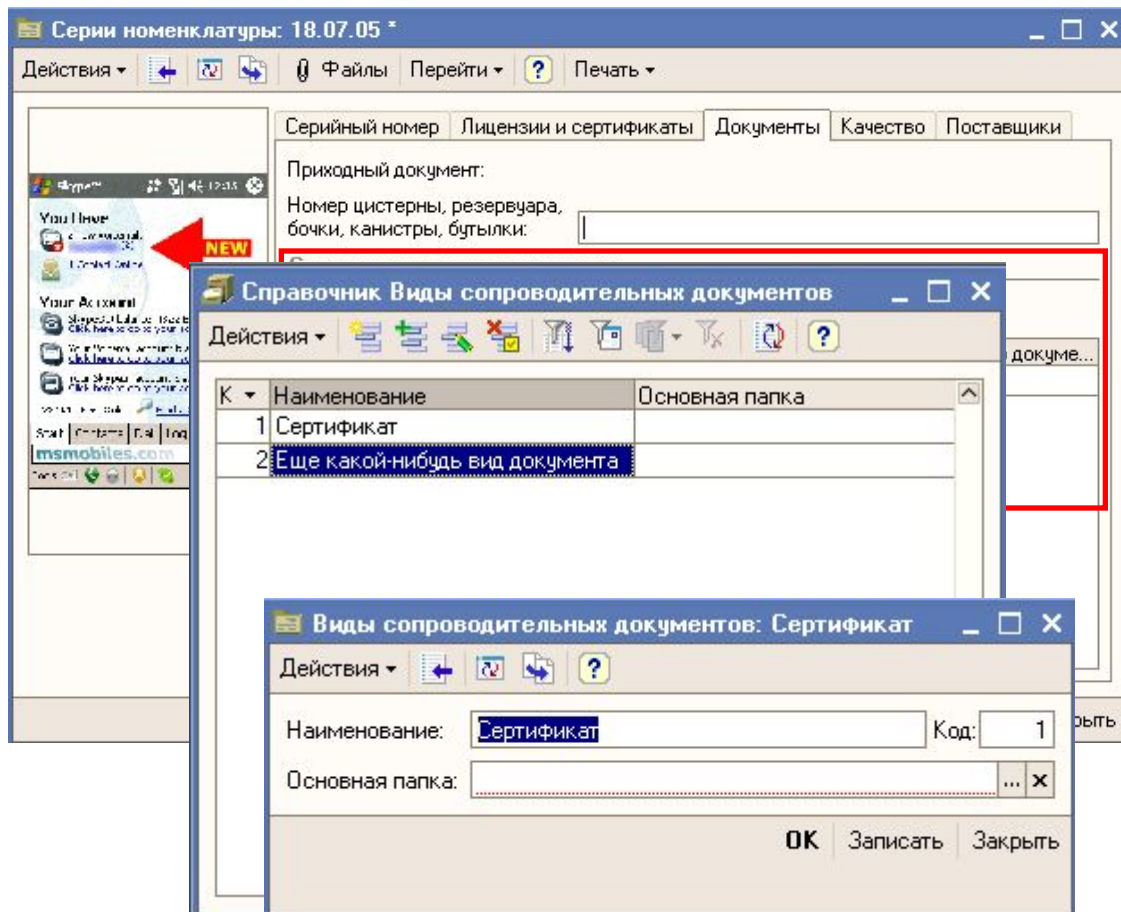 Серии номенклатуры: 18.07.05 *
Действия
Файлы
Перейти
?
Печать
Серийный номер
Лицензии и сертификаты
Документы
Качество
Поставщики
Приходный документ:
Номер цистерны, резервуара,
бочки, канистры, бутылки:
Skype
You Have
NEW
Your Account
msmobiles.com
докуме...
Справочник Виды сопроводительных документов
Действия
?
К
Наименование
Основная папка
1 Сертификат
2 Еще какой-нибудь вид документа
Виды сопроводительных документов: Сертификат
Действия
?
Наименование: Сертификат
Код: 1
Основная папка:
...
x
OK
Записать
Закрыть